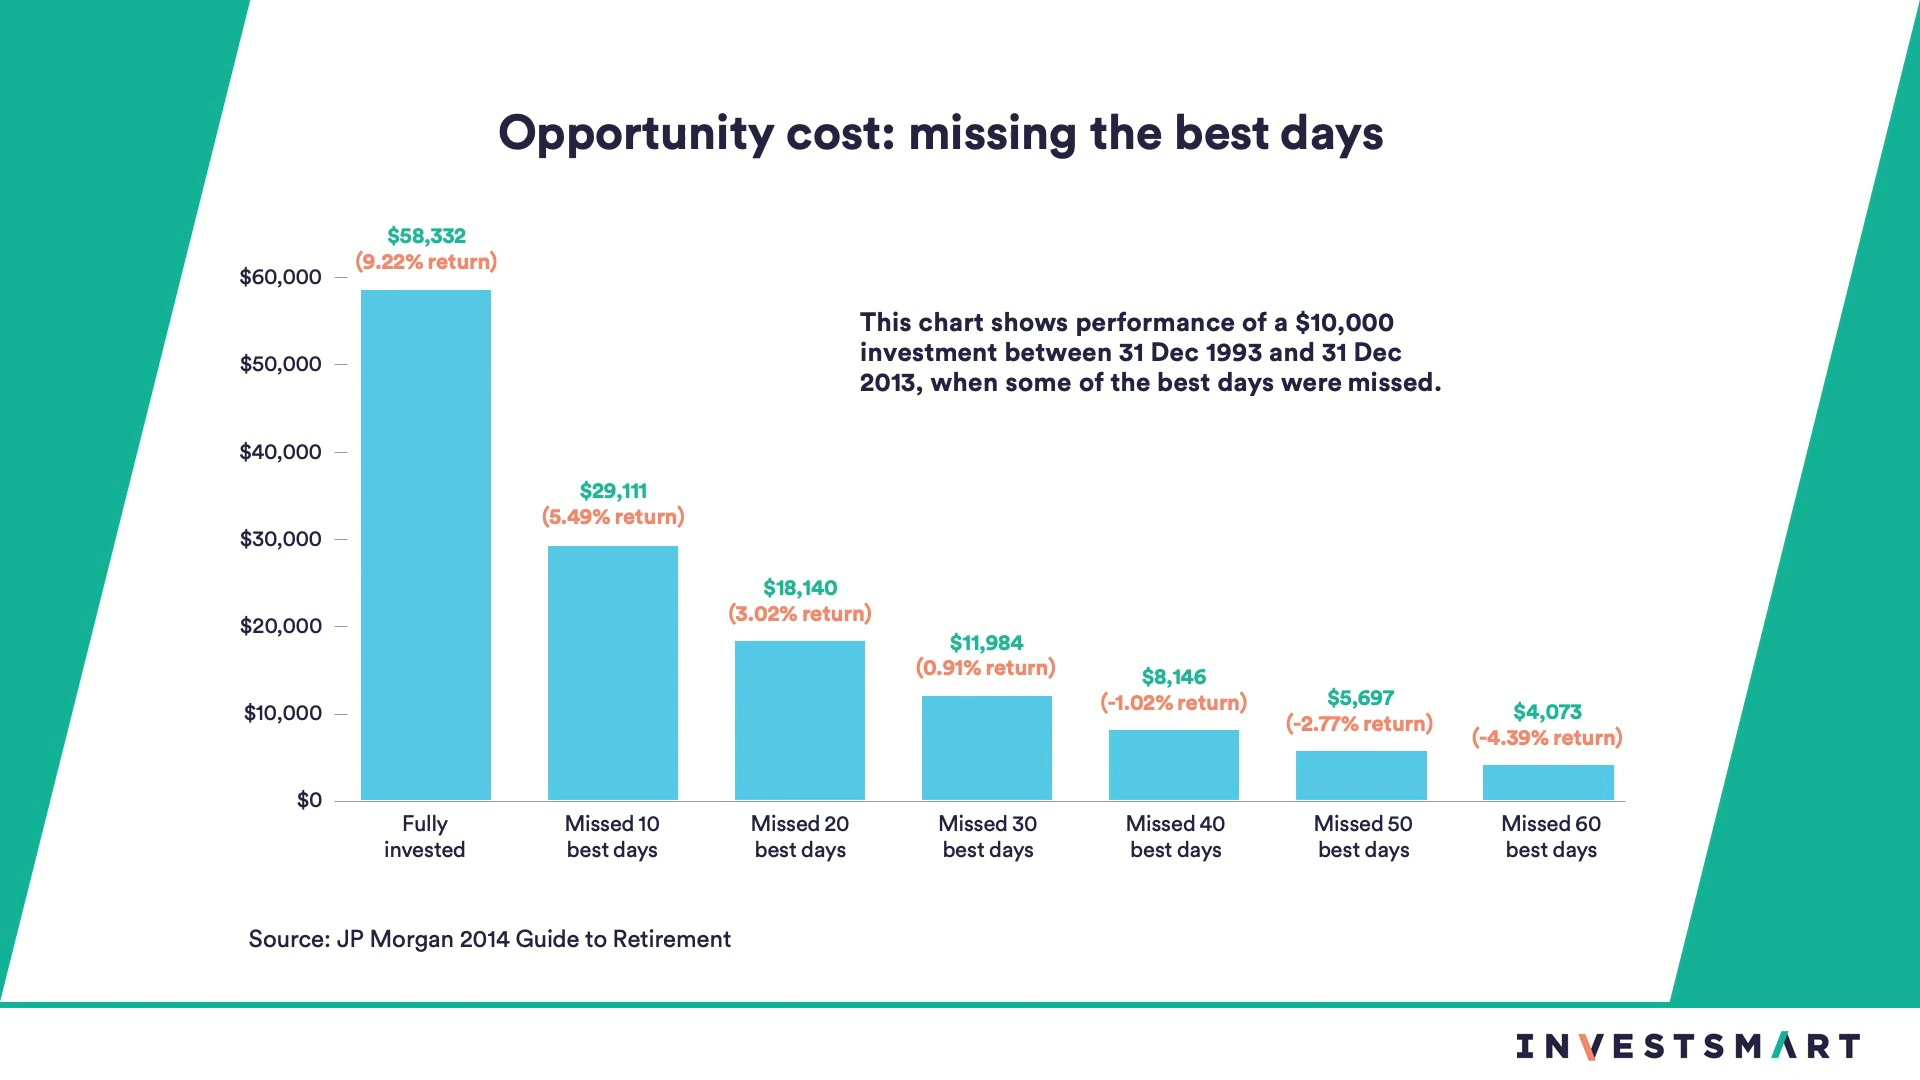 Opportunity cost: missing the best days
$58,332
(9.22% return)
$60,000
This chart shows performance of a $10,000
investment between 31 Dec 1993 and 31 Dec
2013, when some of the best days were missed.
$50,000
$40,000
$29,111
(5.49% return)
$30,000
$18,140
(3.02% return)
$20,000
$11,984
(0.91% return)
$8,146
(-1.02% return)
$5,697
(-2.77% return)
$4,073
(-4.39% return)
$10,000
$0
Fully
invested
Missed 10
best days
Missed 20
best days
Missed 30
best days
Missed 40
best days
Missed 50
best days
Missed 60
best days
Source: JP Morgan 2014 Guide to Retirement
INVESTSMART